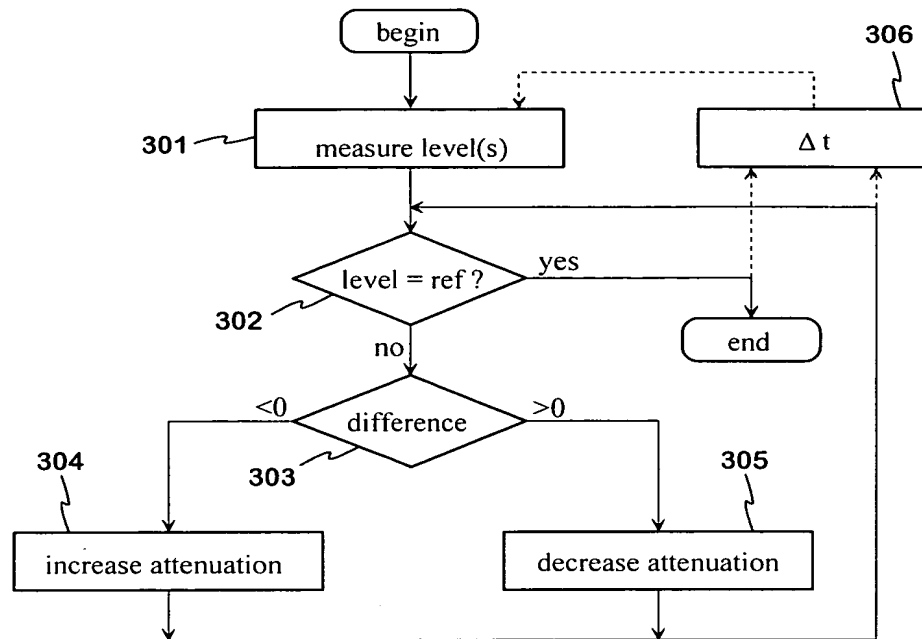 begin
306
301
measure level(s)
Δ t
level = ref ?
yes
302
end
no
<0
difference
>0
303
304
305
increase attenuation
decrease attenuation